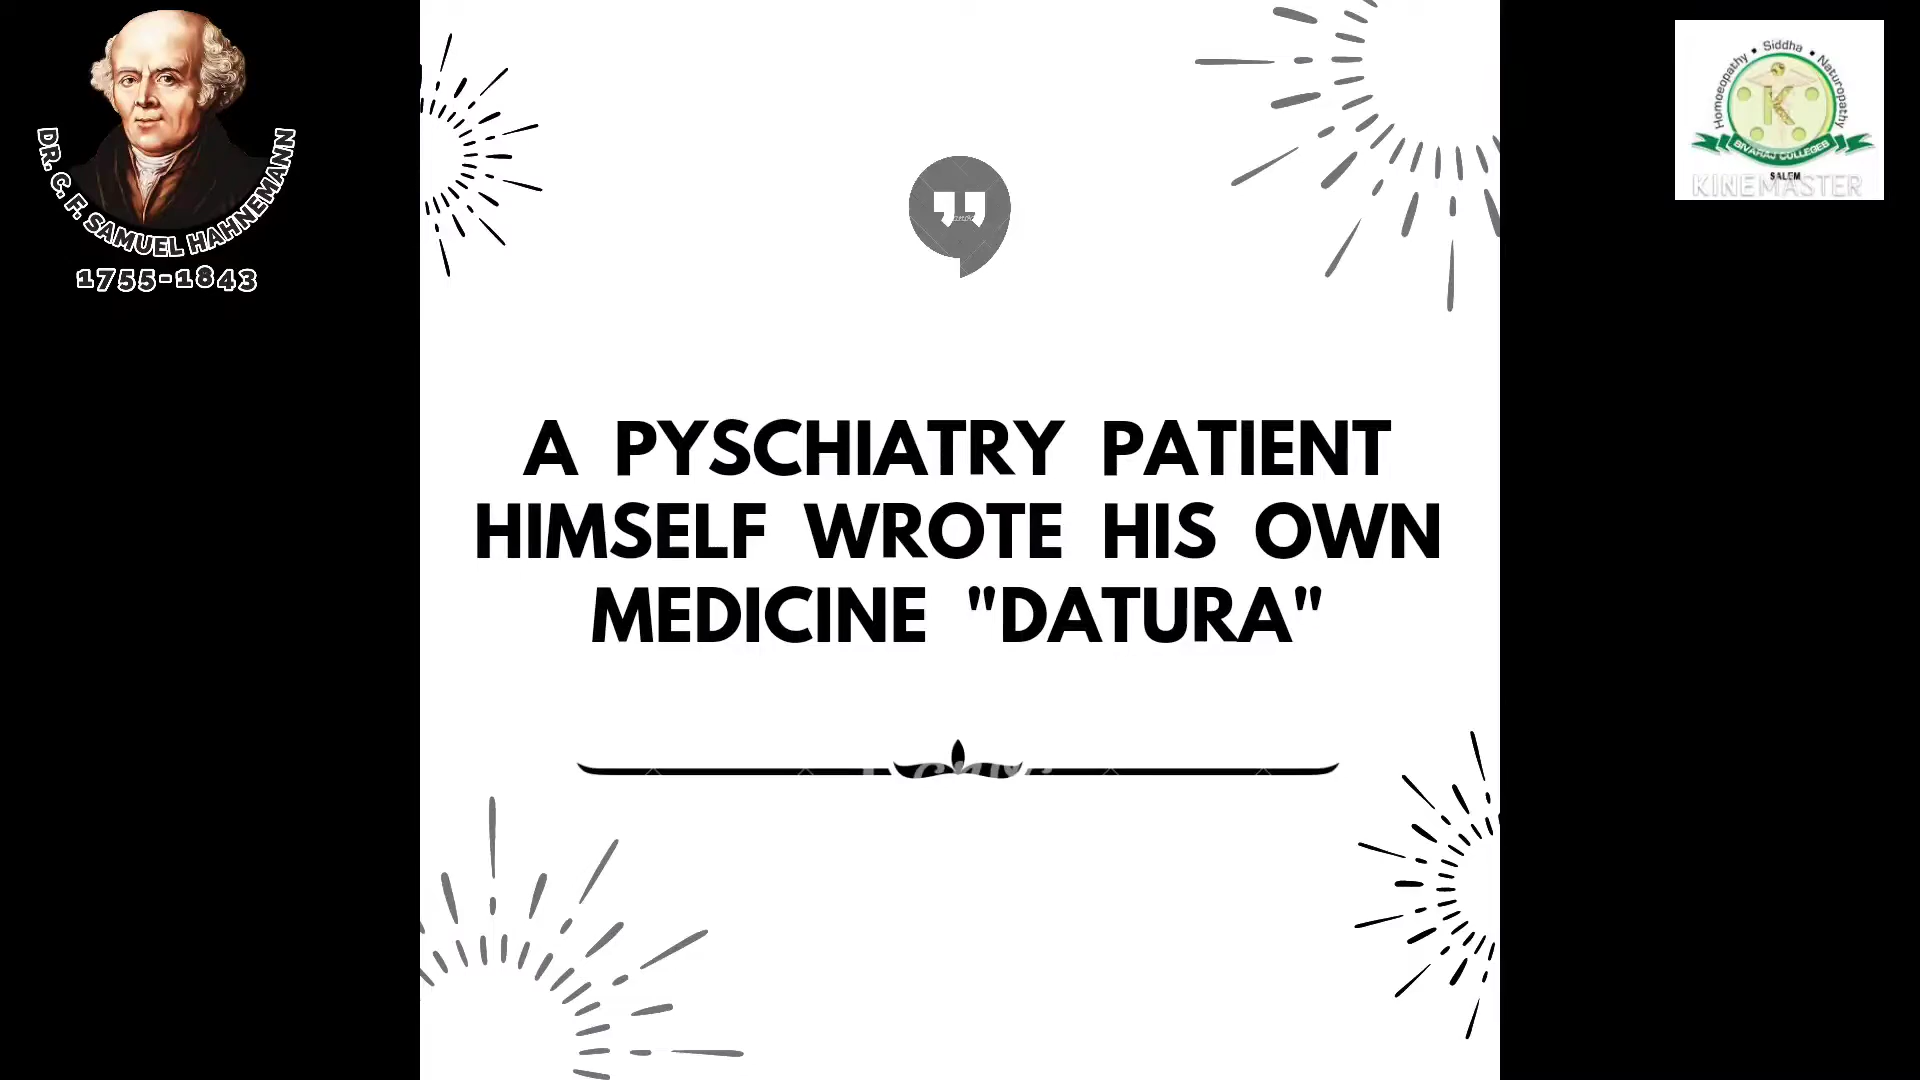 DR. C. F. SAMUEL HAHNEMANN
1755-1843
Homoeopathy • Siddha • Naturopathy
K
SIVARAJ COLLEGES
SALEM
KINEMASTER
A PYSCHIATRY PATIENT
HIMSELF WROTE HIS OWN
MEDICINE "DATURA"